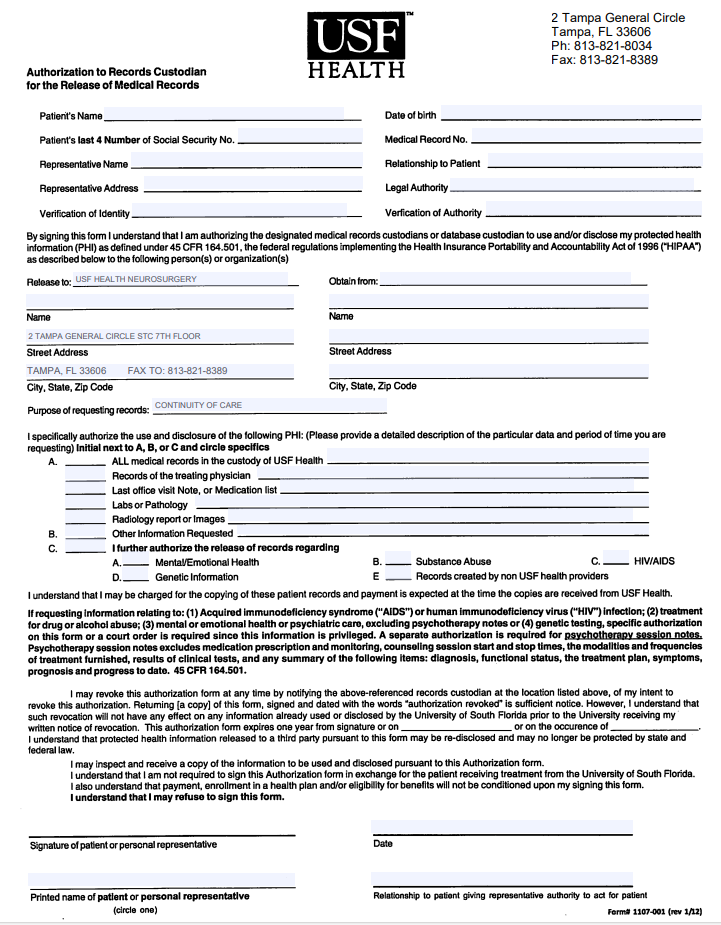 USF
HEALTH
™
2 Tampa General Circle
Tampa, FL 33606
Ph: 813-821-8034
Fax: 813-821-8389
Authorization to Records Custodian
for the Release of Medical Records
Patient's Name
Date of birth
Patient's last 4 Number of Social Security No.
Medical Record No.
Representative Name
Relationship to Patient
Representative Address
Legal Authority
Verification of Identity
Verfication of Authority
By signing this form I understand that I am authorizing the designated medical records custodians or database custodian to use and/or disclose my protected health
information (PHI) as defined under 45 CFR 164.501, the federal regulations implementing the Health Insurance Portability and Accountability Act of 1996 ("HIPAA")
as described below to the following person(s) or organization(s)
Release to: USF HEALTH NEUROSURGERY
Obtain from:
Name
Name
2 TAMPA GENERAL CIRCLE STC 7TH FLOOR
Street Address
Street Address
TAMPA, FL 33606 FAX TO: 813-821-8389
City, State, Zip Code
City, State, Zip Code
Purpose of requesting records: CONTINUITY OF CARE
I specifically authorize the use and disclosure of the following PHI: (Please provide a detailed description of the particular data and period of time you are
requesting) Initial next to A, B, or C and circle specifics
A. ALL medical records in the custody of USF Health
Records of the treating physician
Last office visit Note, or Medication list
Labs or Pathology
Radiology report or Images
B. Other Information Requested
C. I further authorize the release of records regarding
A. Mental/Emotional Health
B. Substance Abuse
C. HIV/AIDS
D. Genetic Information
E Records created by non USF health providers
I understand that I may be charged for the copying of these patient records and payment is expected at the time the copies are received from USF Health.
If requesting Information relating to: (1) Acquired immunodeficiency syndrome ("AIDS") or human immunodeficiency virus ("HIV") infection; (2) treatment
for drug or alcohol abuse; (3) mental or emotional health or psychiatric care, excluding psychotherapy notes or (4) genetic testing, specific authorization
on this form or a court order is required since this information is privileged. A separate authorization is required for psychotherapy session notes.
Psychotherapy session notes excludes medication prescription and monitoring, counseling session start and stop times, the modalities and frequencies
of treatment furnished, results of clinical tests, and any summary of the following items: diagnosis, functional status, the treatment plan, symptoms,
prognosis and progress to date. 45 CFR 164.501.
I may revoke this authorization form at any time by notifying the above-referenced records custodian at the location listed above, of my intent to
revoke this authorization. Returning [a copy] of this form, signed and dated with the words "authorization revoked" is sufficient notice. However, I understand that
such revocation will not have any effect on any information already used or disclosed by the University of South Florida prior to the University receiving my
written notice of revocation. This authorization form expires one year from signature or on or on the occurence of .
I understand that protected health information released to a third party pursuant to this form may be re-disclosed and may no longer be protected by state and
federal law.
I may inspect and receive a copy of the information to be used and disclosed pursuant to this Authorization form.
I understand that I am not required to sign this Authorization form in exchange for the patient receiving treatment from the University of South Florida.
I also understand that payment, enrollment in a health plan and/or eligibility for benefits will not be conditioned upon my signing this form.
I understand that I may refuse to sign this form.
Signature of patient or personal representative
Date
Printed name of patient or personal representative
(circle one)
Relationship to patient giving representative authority to act for patient
Form# 1107-001 (rev 1/12)